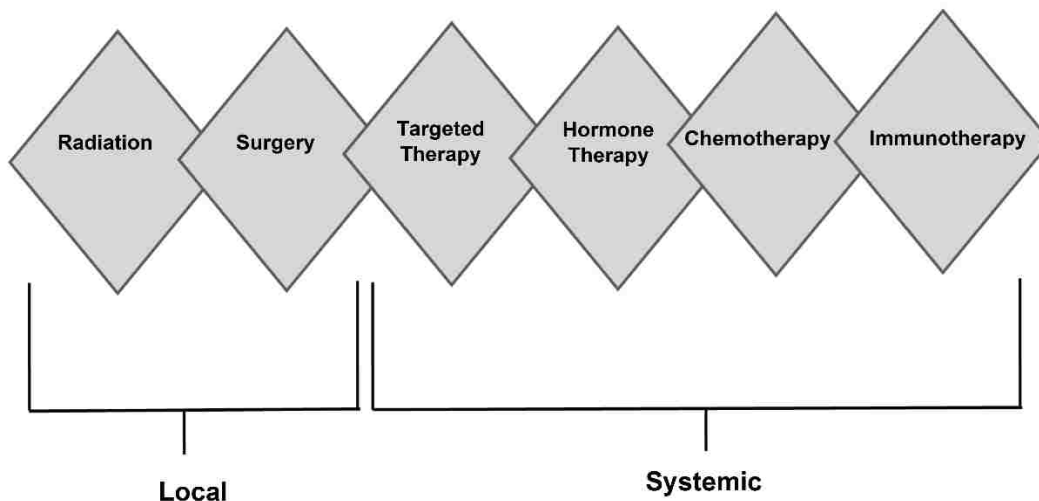 Radiation
Surgery
Targeted
Therapy
Hormone
Therapy
Chemotherapy
Immunotherapy
Local
Systemic